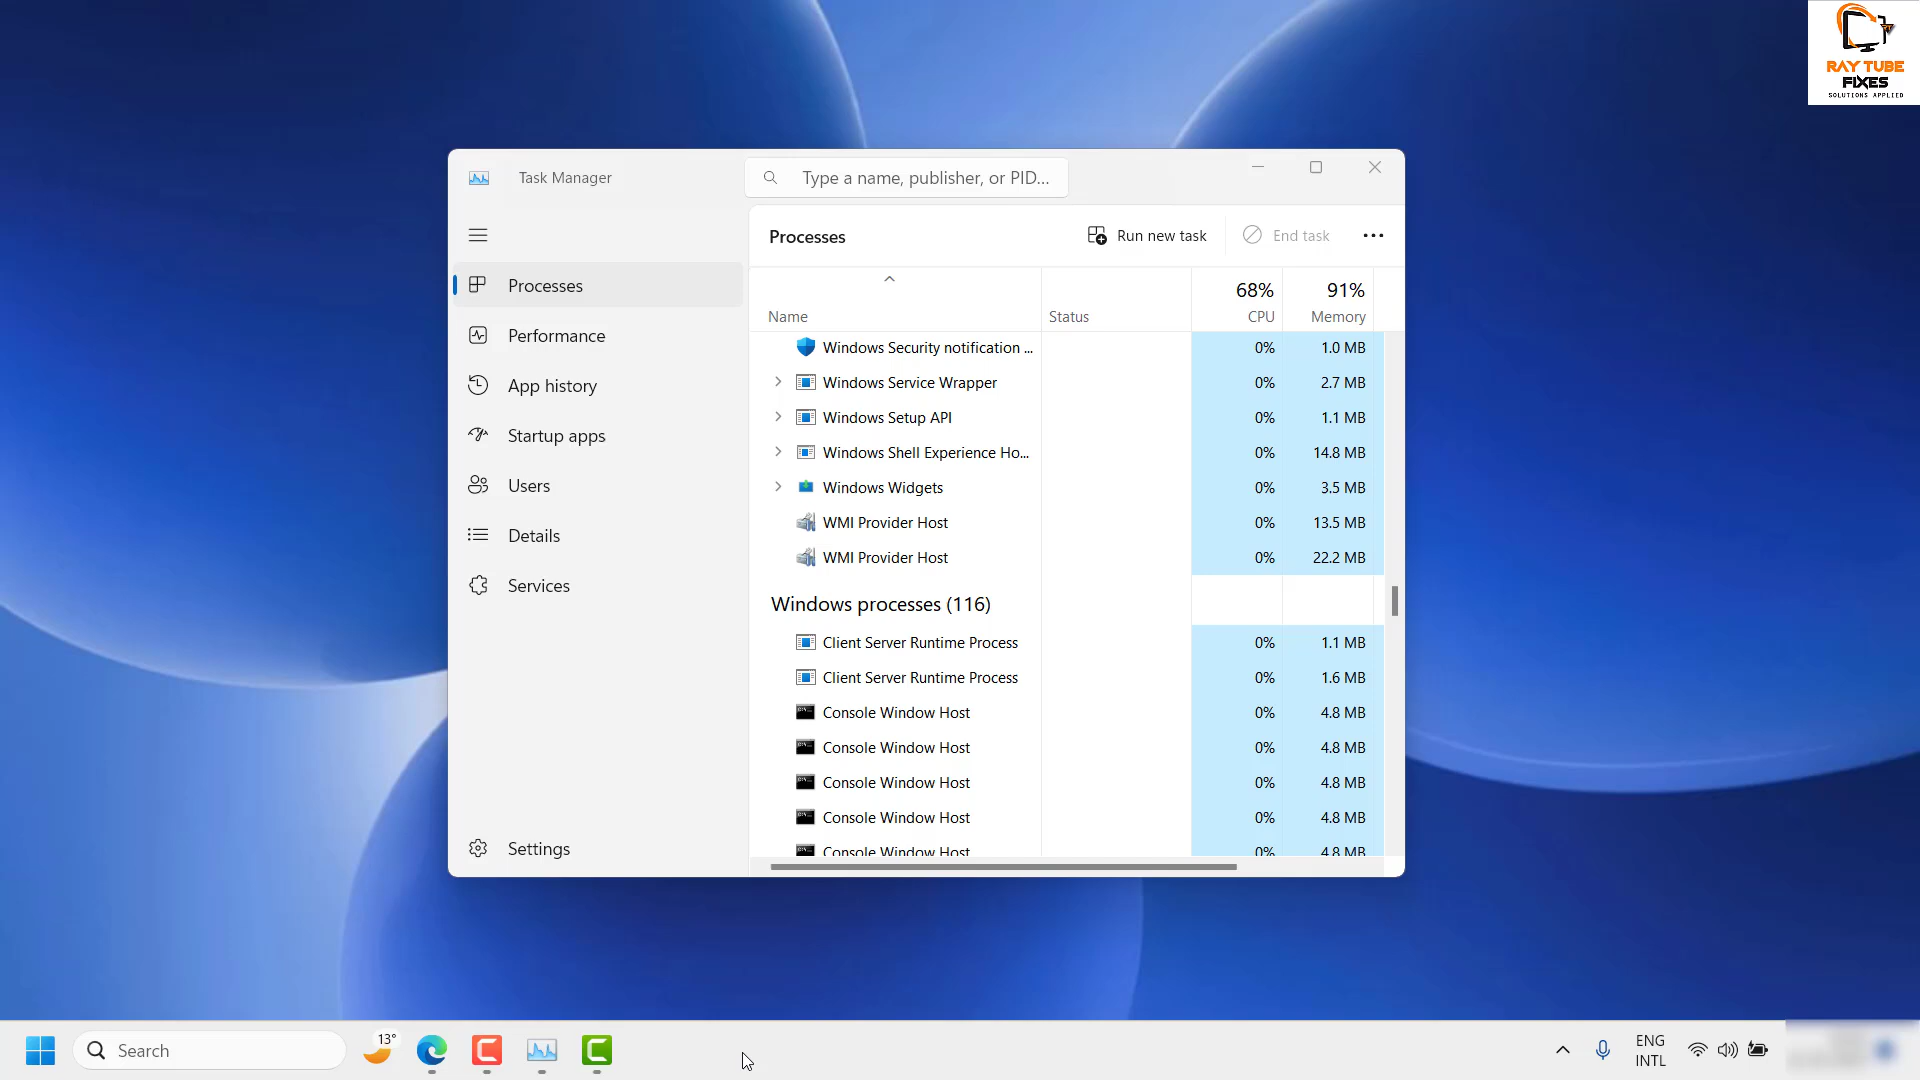 RAY TUBE
FIXES
SOLUTIONS APPLIED
Task Manager
Type a name, publisher, or PID...
Processes
Performance
App history
Startup apps
Users
Details
Services
Settings
Processes
Run new task
End task
Name
Status
68%
CPU
91%
Memory
Windows Security notification ... 0% 1.0 MB
Windows Service Wrapper 0% 2.7 MB
Windows Setup API 0% 1.1 MB
Windows Shell Experience Ho... 0% 14.8 MB
Windows Widgets 0% 3.5 MB
WMI Provider Host 0% 13.5 MB
WMI Provider Host 0% 22.2 MB
Windows processes (116)
Client Server Runtime Process 0% 1.1 MB
Client Server Runtime Process 0% 1.6 MB
Console Window Host 0% 4.8 MB
Console Window Host 0% 4.8 MB
Console Window Host 0% 4.8 MB
Console Window Host 0% 4.8 MB
Console Window Host 0% 4.8 MB
Search
13°
ENG
INTL